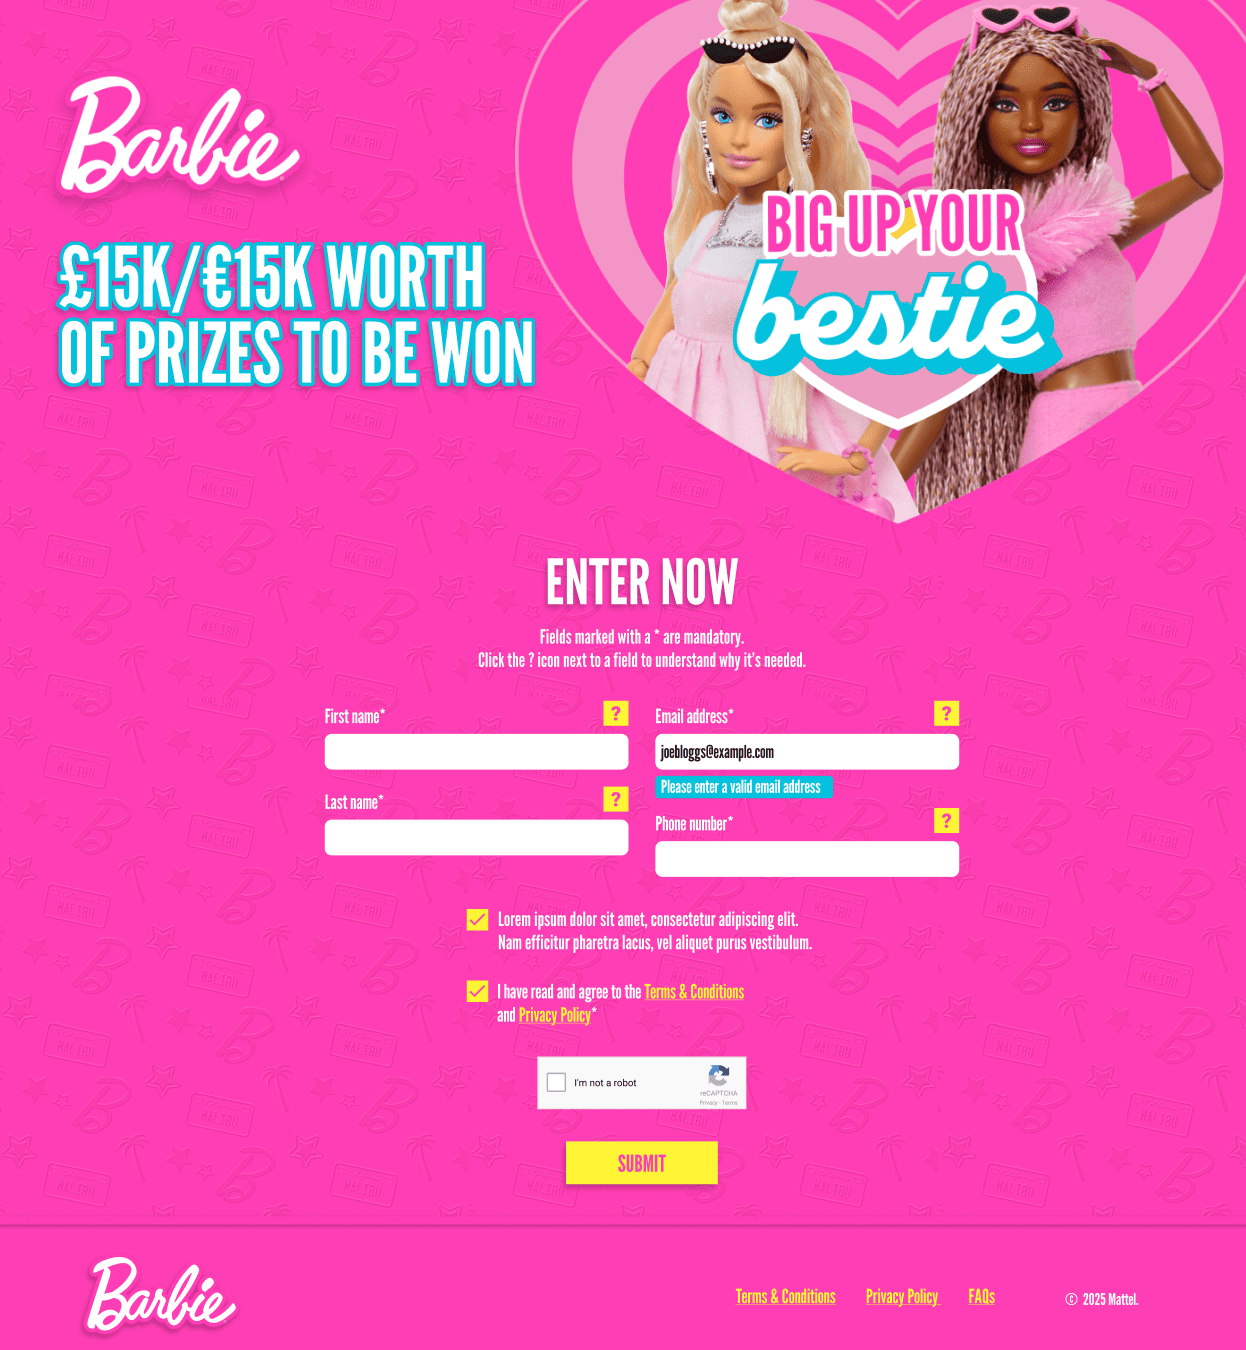 Barbie
£15K/€15K WORTH
OF PRIZES TO BE WON
BIG UP YOUR
bestie
ENTER NOW
Fields marked with a * are mandatory.
Click the ? icon next to a field to understand why it's needed.
First name*
?
Last name*
?
Email address*
?
joebloggs@example.com
Please enter a valid email address
Phone number*
?
Lorem ipsum dolor sit amet, consectetur adipiscing elit.
Nam efficitur pharetra lacus, vel aliquet purus vestibulum.
I have read and agree to the Terms & Conditions
and Privacy Policy*
I'm not a robot
reCAPTCHA
Privacy - Terms
SUBMIT
Barbie
Terms & Conditions
Privacy Policy
FAQs
© 2025 Mattel.